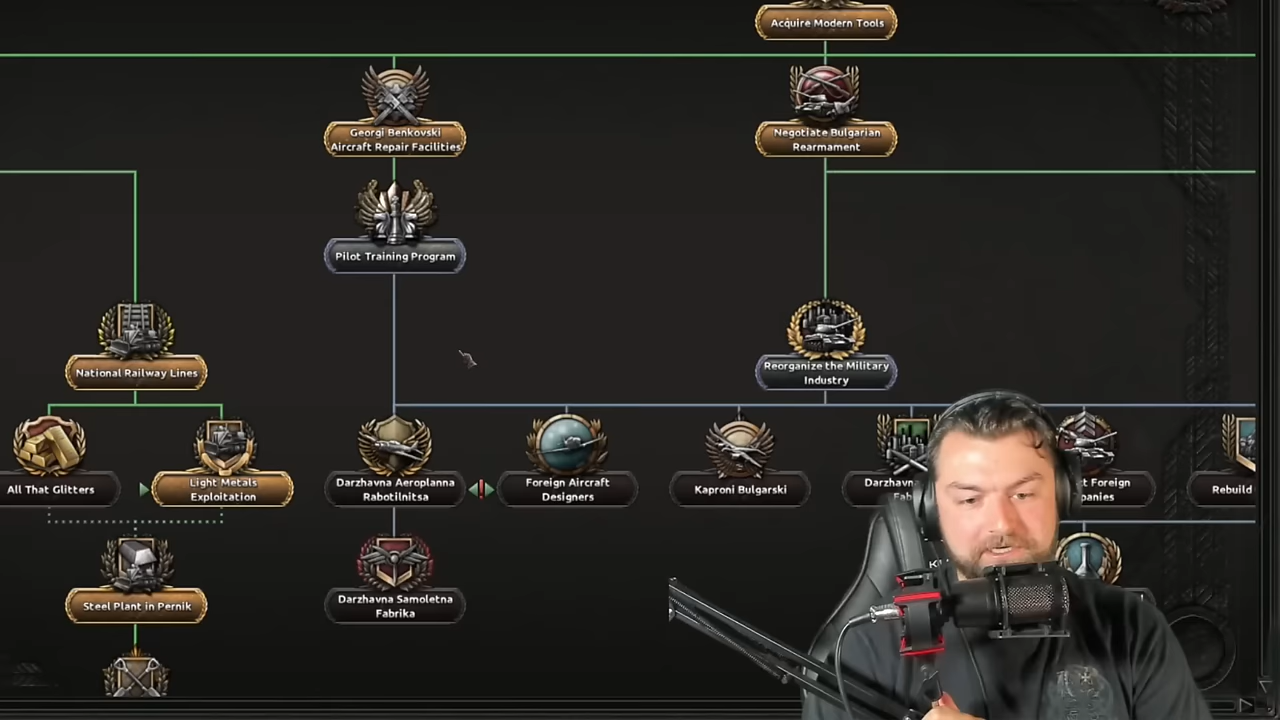 Acquire Modern Tools
Georgi Benkovski
Aircraft Repair Facilities
Negotiate Bulgarian
Rearmament
Pilot Training Program
National Railway Lines
Reorganize the Military
Industry
All That Glitters
Light Metals
Exploitation
Darzhavna Aeroplanna
Rabotilnitsa
Foreign Aircraft
Designers
Kaproni Bulgarski
Foreign
Rebuild
Steel Plant in Pernik
Darzhavna Samoletna
Fabrika